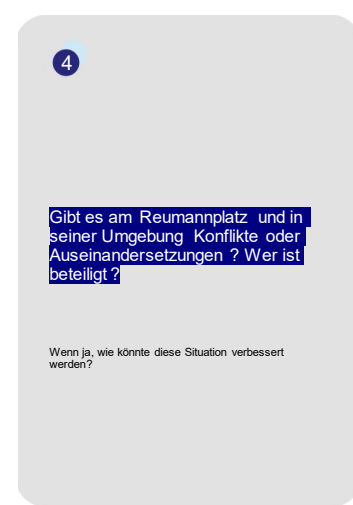 4
Gibt es am Reumannplatz und in
seiner Umgebung Konflikte oder
Auseinandersetzungen ? Wer ist
beteiligt ?
Wenn ja, wie könnte diese Situation verbessert
werden?